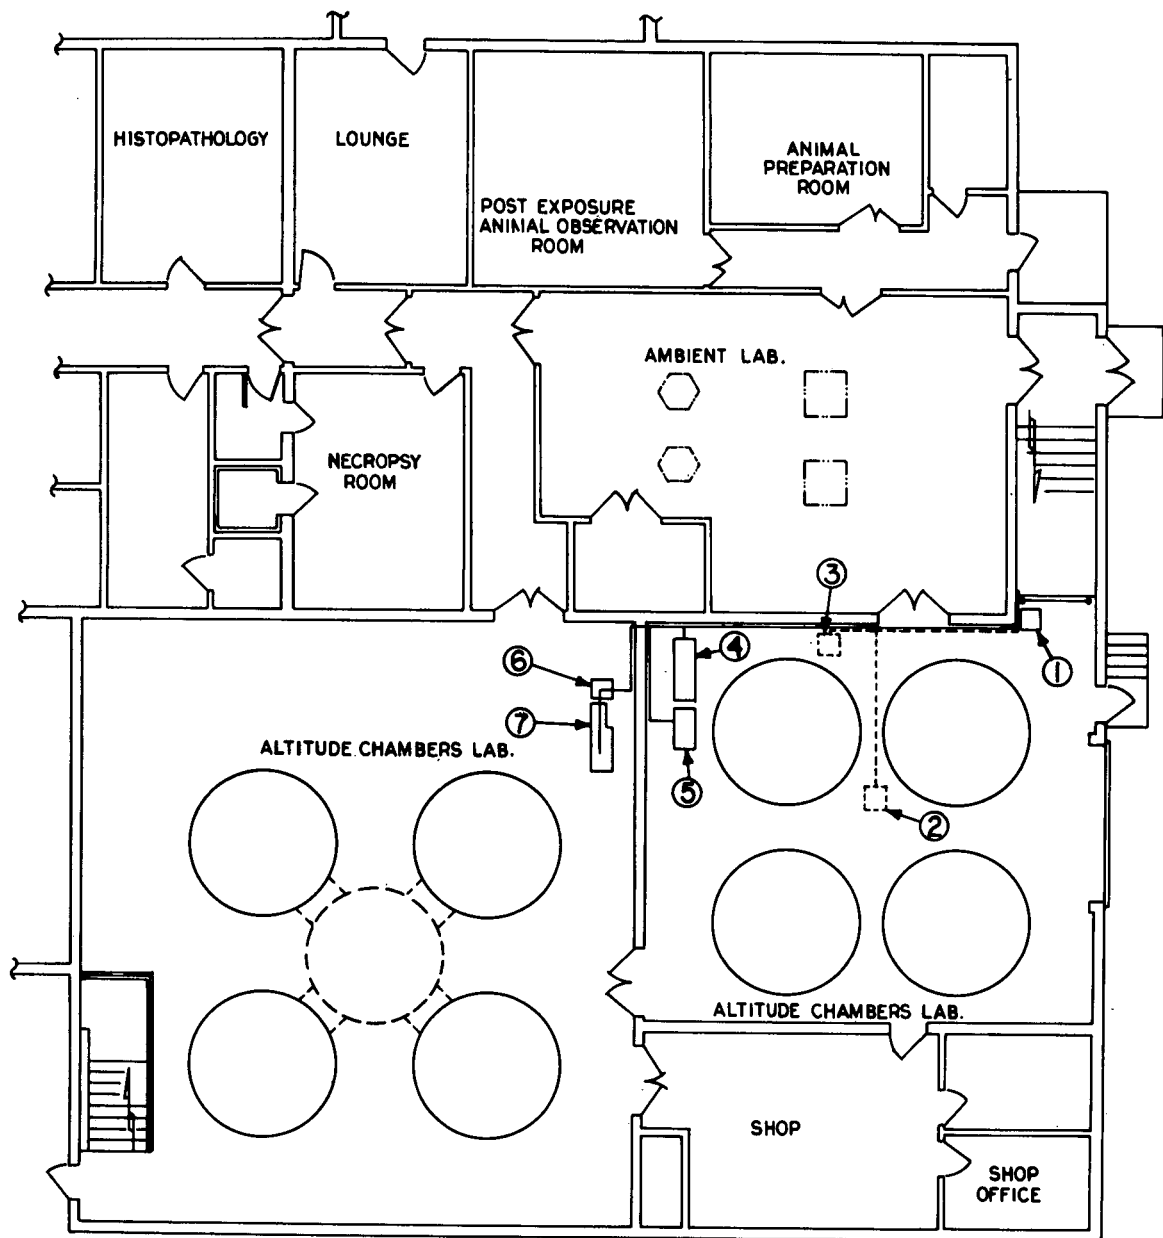 HISTOPATHOLOGY
LOUNGE
POST EXPOSURE
ANIMAL OBSERVATION
ROOM
ANIMAL
PREPARATION
ROOM
AMBIENT LAB.
NECROPSY
ROOM
3
1
4
6
7
5
2
ALTITUDE CHAMBERS LAB.
ALTITUDE CHAMBERS LAB.
SHOP
SHOP
OFFICE